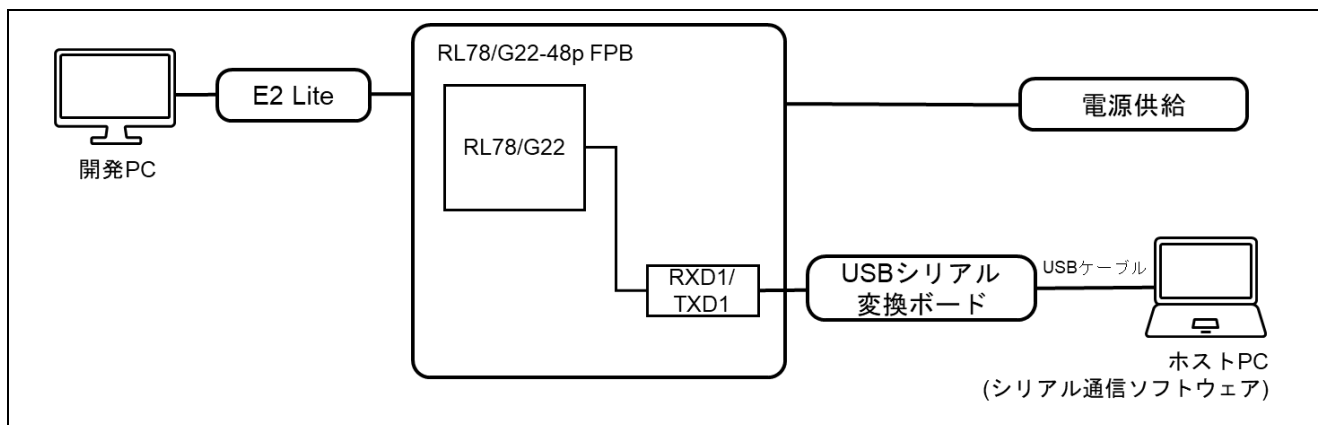 RL78/G22-48p FPB
E2 Lite
開発PC
RL78/G22
電源供給
RXD1/
TXD1
USBシリアル
変換ボード
USBケーブル
ホストPC
(シリアル通信ソフトウェア)